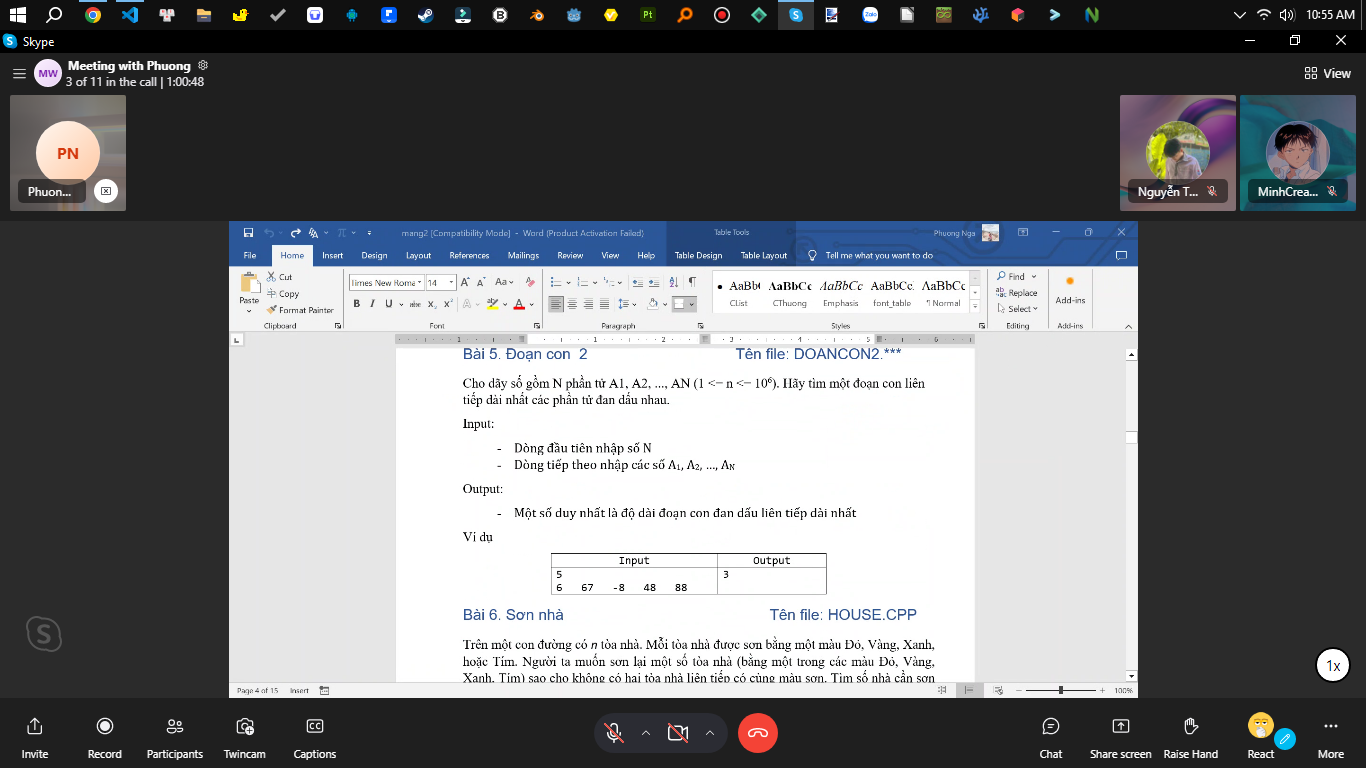 10:55 AM
Skype
MW
Meeting with Phuong
3 of 11 in the call | 1:00:48
View
PN
Phuon...
Nguyễn T...
MinhCrea...
mang2 [Compatibility Mode] - Word (Product Activation Failed)
Table Tools
Phuong Nga
File Home Insert Design Layout References Mailings Review View Help Table Design Table Layout Tell me what you want to do
Paste
Cut
Copy
Format Painter
Clipboard
Times New Roma
14
Font
Paragraph
AaBb( AaBbCc AaBbCc AaBbCc. AaBbCc
CList CThuong Emphasis font_table ¶ Normal
Styles
Find
Replace
Select
Editing
Add-ins
Add-ins
Bài 5. Đoạn con 2 Tên file: DOANCON2.***
Cho dãy số gồm N phần tử A1, A2, ..., AN (1 <= n <= 10⁶). Hãy tìm một đoạn con liên
tiếp dài nhất các phần tử đan dấu nhau.
Input:
- Dòng đầu tiên nhập số N
- Dòng tiếp theo nhập các số A₁, A₂, ..., Aₙ
Output:
- Một số duy nhất là độ dài đoạn con đan dấu liên tiếp dài nhất
Ví dụ
Input Output
5 3
6 67 -8 48 88
Bài 6. Sơn nhà Tên file: HOUSE.CPP
Trên một con đường có n tòa nhà. Mỗi tòa nhà được sơn bằng một màu Đỏ, Vàng, Xanh,
hoặc Tím. Người ta muốn sơn lại một số tòa nhà (bằng một trong các màu Đỏ, Vàng,
Xanh, Tím) sao cho không có hai tòa nhà liên tiếp có cùng màu sơn. Tìm số nhà cần sơn
Page 4 of 15 Insert
100%
1x
Invite
Record
Participants
Twincam
Captions
Chat
Share screen
Raise Hand
React
More